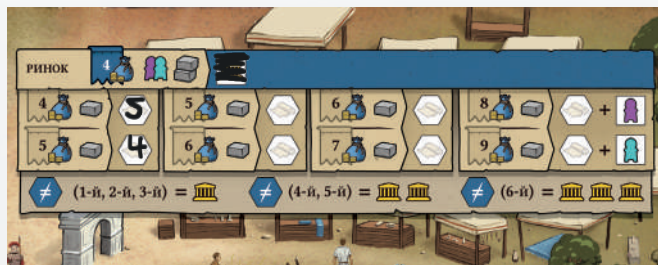 РИНОК 4
4 5 5 6 8 +
5 4 6 7 9 +
≠ (1-й, 2-й, 3-й) = ≠ (4-й, 5-й) = ≠ (6-й) =